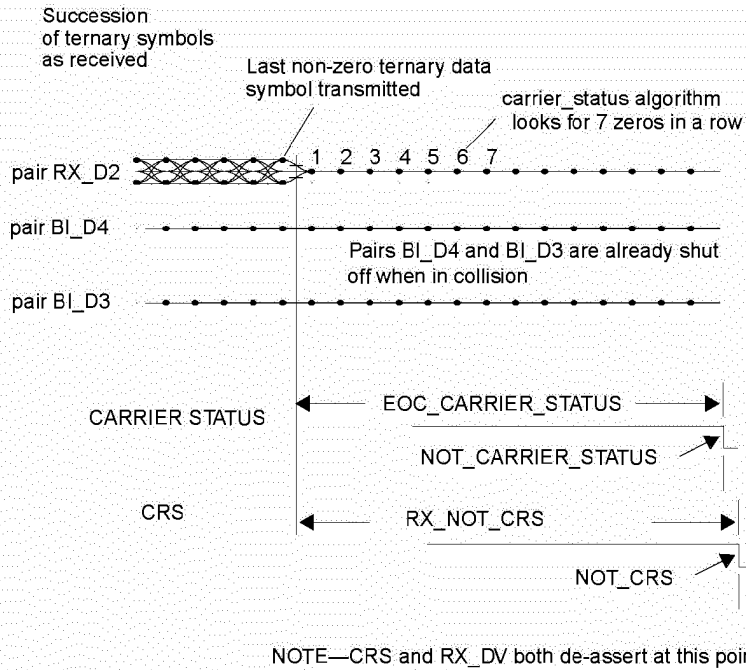 Succession
of ternary symbols
as received
Last non-zero ternary data
symbol transmitted
carrier_status algorithm
looks for 7 zeros in a row
1 2 3 4 5 6 7
pair RX_D2
pair BI_D4
Pairs BI_D4 and BI_D3 are already shut
off when in collision
pair BI_D3
EOC_CARRIER_STATUS
CARRIER STATUS
NOT_CARRIER_STATUS
CRS
RX_NOT_CRS
NOT_CRS
NOTE—CRS and RX_DV both de-assert at this poin